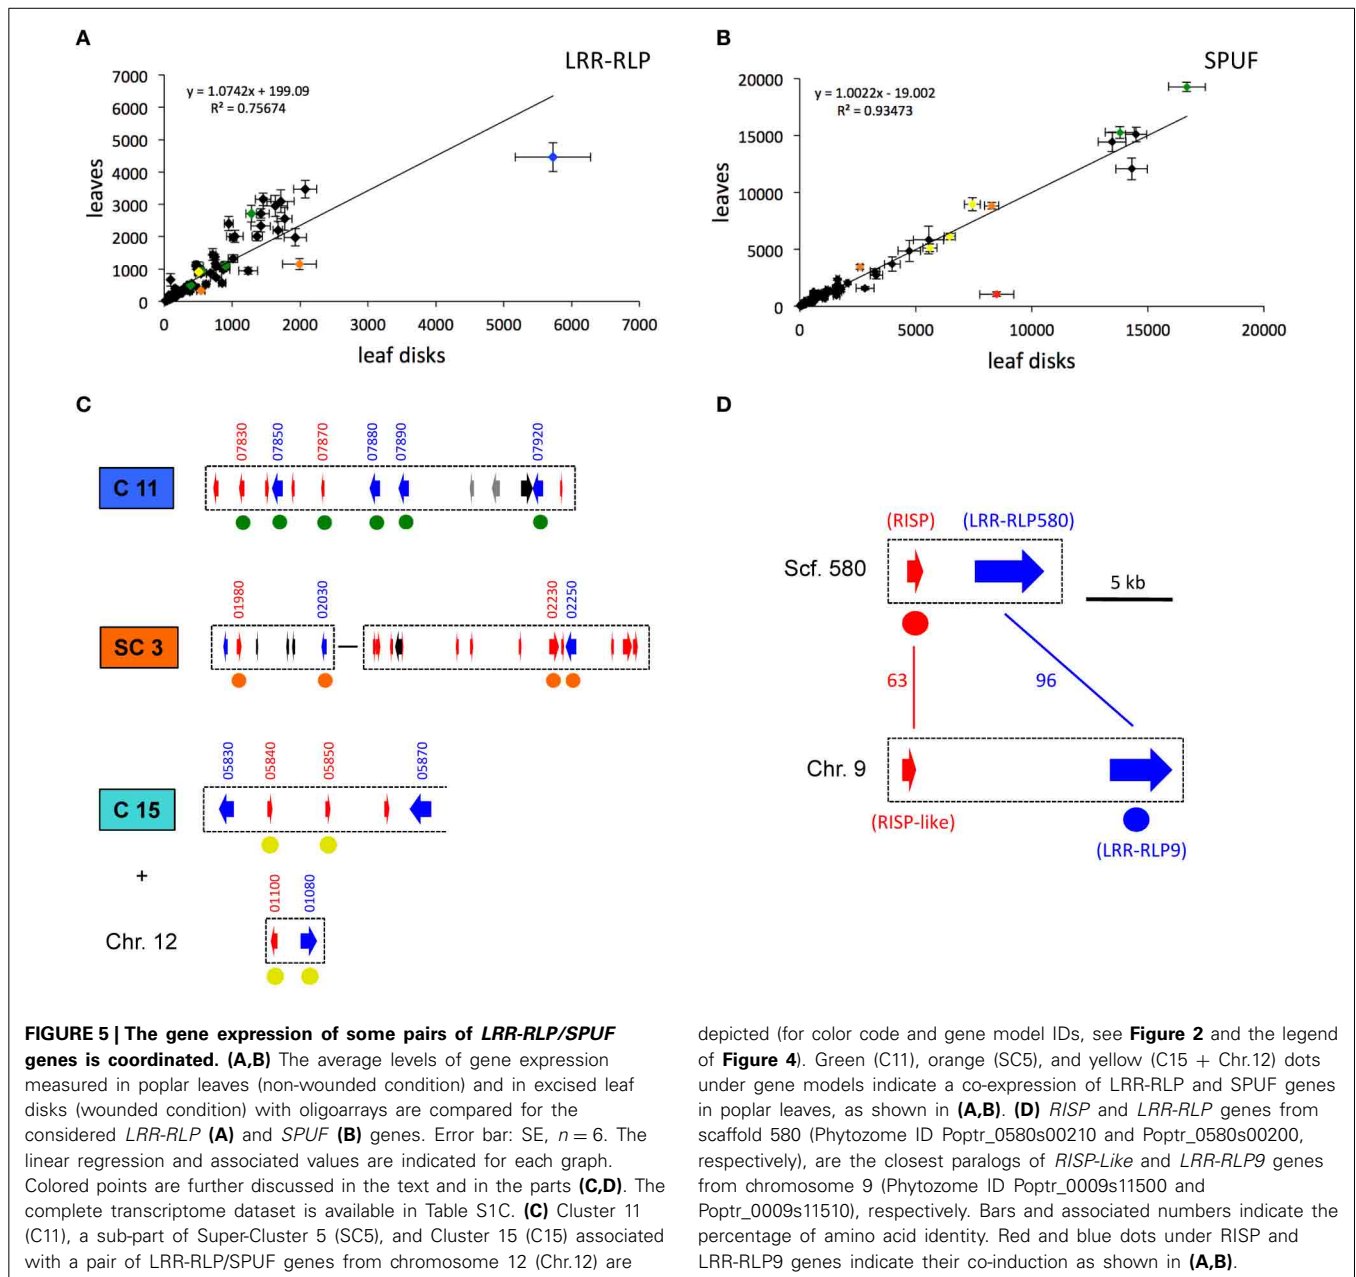 A
LRR-RLP
y = 1.0742x + 199.09
R² = 0.75674
7000
6000
5000
4000
3000
2000
1000
0
leaves
0 1000 2000 3000 4000 5000 6000 7000
leaf disks
B
SPUF
y = 1.0022x - 19.002
R² = 0.93473
20000
15000
10000
5000
0
leaves
0 5000 10000 15000 20000
leaf disks
C
07830 07850 07870 07880 07890 07920
C 11
01980 02030 02230 02250
SC 3
05830 05840 05850 05870
C 15
+
01100 01080
Chr. 12
D
(RISP) (LRR-RLP580)
Scf. 580
5 kb
63 96
Chr. 9
(RISP-like)
(LRR-RLP9)
FIGURE 5 | The gene expression of some pairs of LRR-RLP/SPUF
genes is coordinated. (A,B) The average levels of gene expression
measured in poplar leaves (non-wounded condition) and in excised leaf
disks (wounded condition) with oligoarrays are compared for the
considered LRR-RLP (A) and SPUF (B) genes. Error bar: SE, n = 6. The
linear regression and associated values are indicated for each graph.
Colored points are further discussed in the text and in the parts (C,D). The
complete transcriptome dataset is available in Table S1C. (C) Cluster 11
(C11), a sub-part of Super-Cluster 5 (SC5), and Cluster 15 (C15) associated
with a pair of LRR-RLP/SPUF genes from chromosome 12 (Chr.12) are
depicted (for color code and gene model IDs, see Figure 2 and the legend
of Figure 4). Green (C11), orange (SC5), and yellow (C15 + Chr.12) dots
under gene models indicate a co-expression of LRR-RLP and SPUF genes
in poplar leaves, as shown in (A,B). (D) RISP and LRR-RLP genes from
scaffold 580 (Phytozome ID Poptr_0580s00210 and Poptr_0580s00200,
respectively), are the closest paralogs of RISP-Like and LRR-RLP9 genes
from chromosome 9 (Phytozome ID Poptr_0009s11500 and
Poptr_0009s11510), respectively. Bars and associated numbers indicate the
percentage of amino acid identity. Red and blue dots under RISP and
LRR-RLP9 genes indicate their co-induction as shown in (A,B).